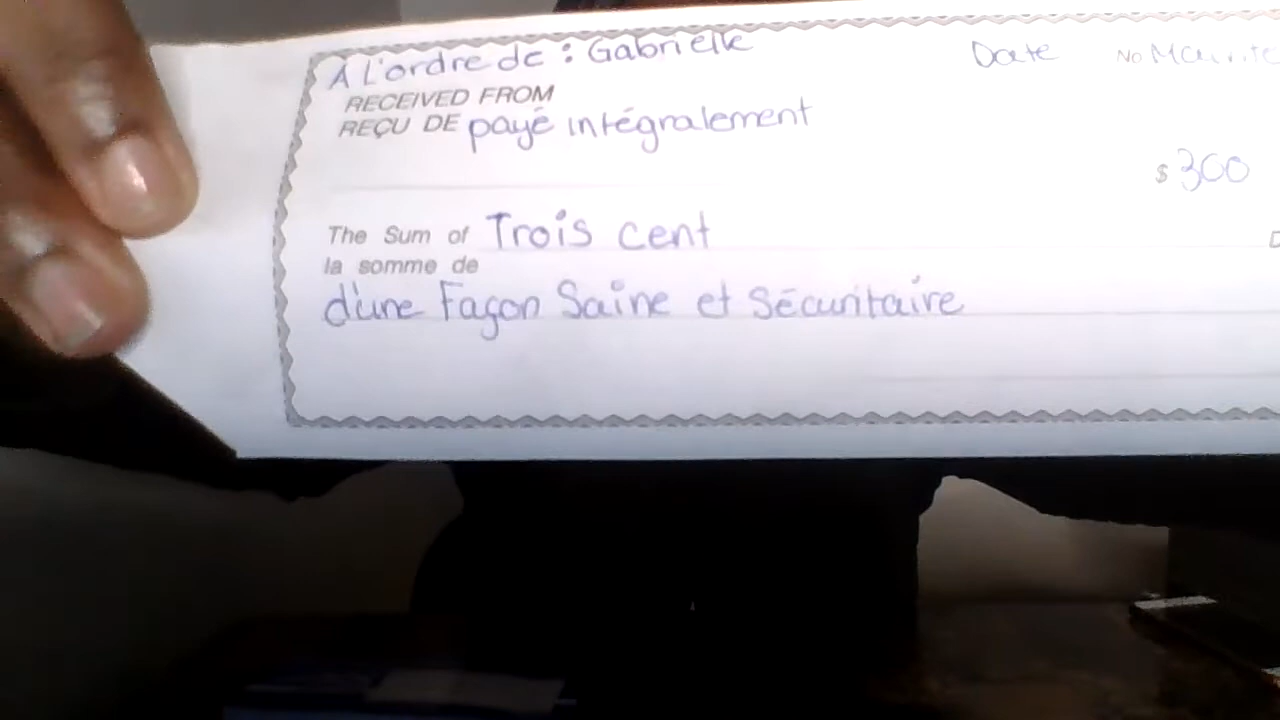 À L'ordre de : Gabrielle Date No
RECEIVED FROM
REÇU DE payé intégralement
$ 300
The Sum of Trois cent
la somme de
d'une Façon Saine et Sécuritaire